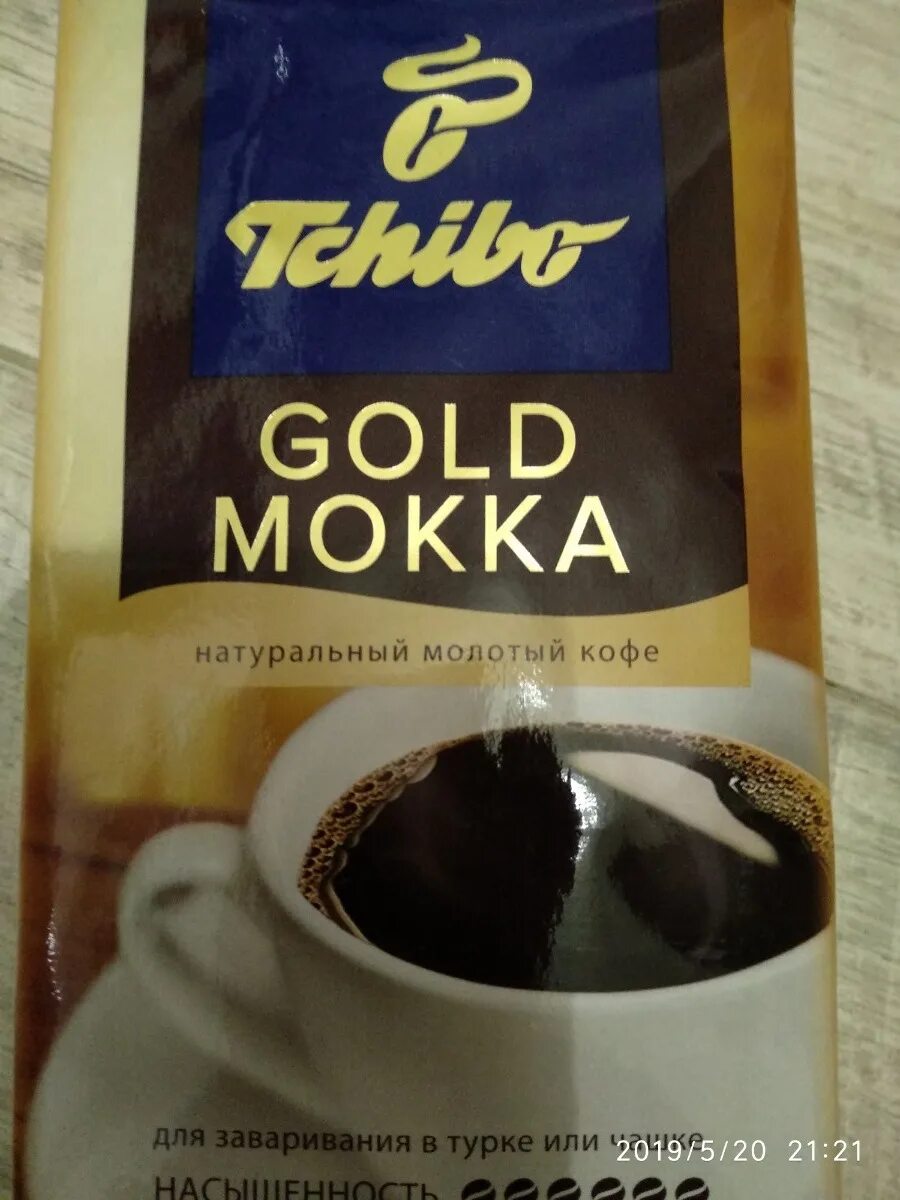 Tchibo
GOLD
MOKKA
натуральный молотый кофе
для заваривания в турке или чашке
2019/5/20 21:21
НАСЫЩЕННОСТЬ